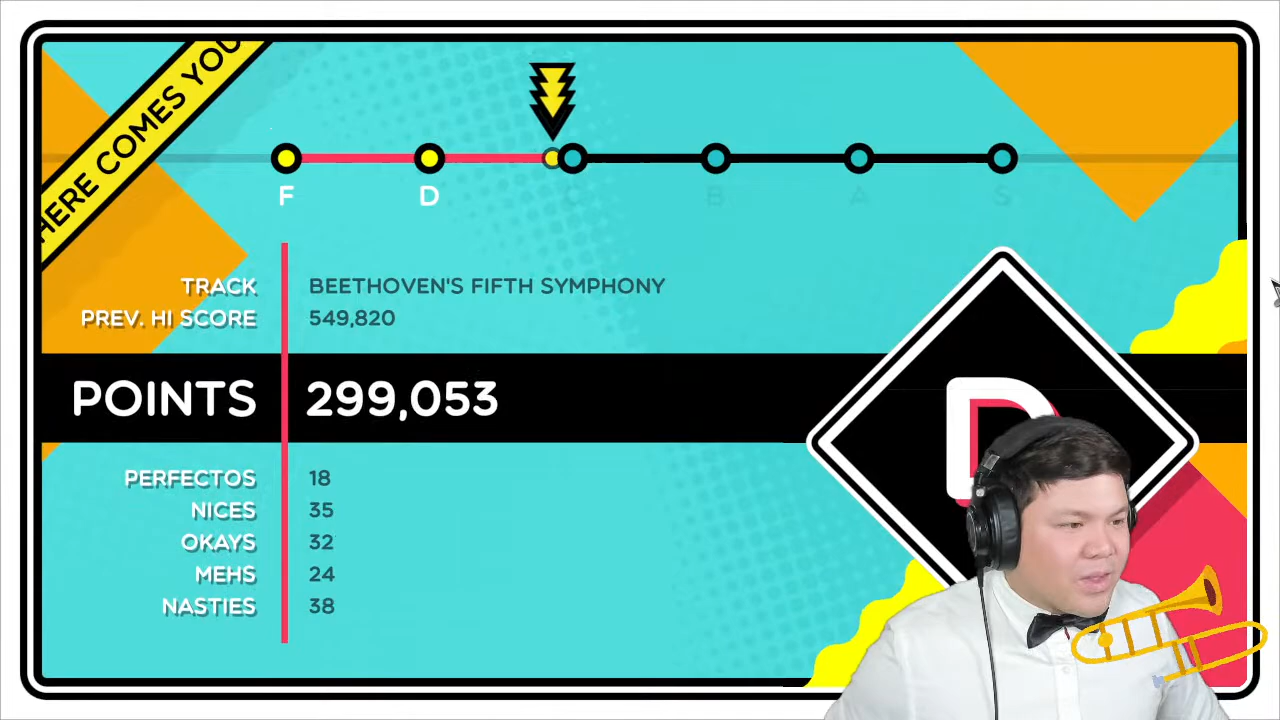 HERE COMES YOU
F D C B A S
TRACK BEETHOVEN'S FIFTH SYMPHONY
PREV. HI SCORE 549,820
POINTS 299,053
D
PERFECTOS 18
NICES 35
OKAYS 32
MEHS 24
NASTIES 38